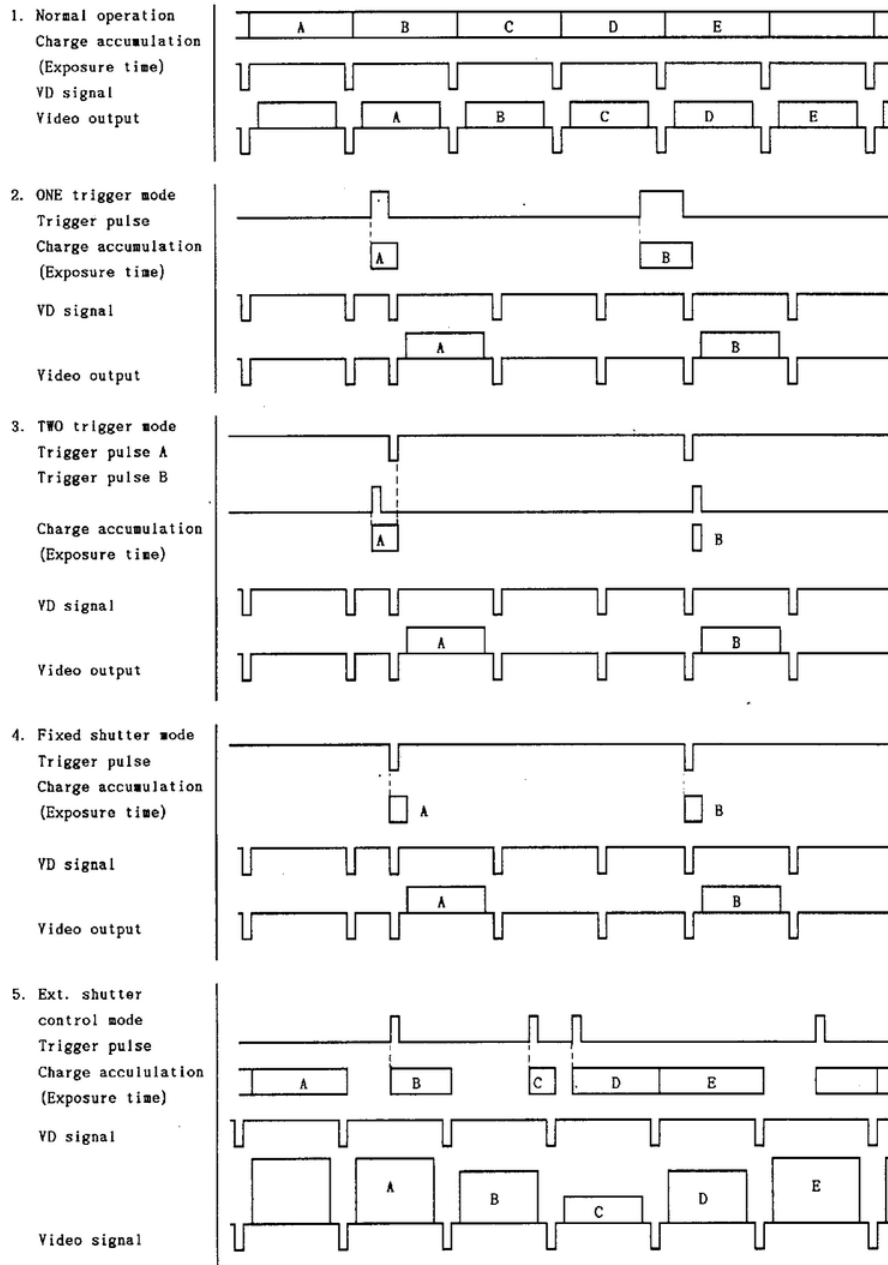 1. Normal operation
Charge accumulation
(Exposure time)
VD signal
Video output
A B C D E
A B C D E
2. ONE trigger mode
Trigger pulse
Charge accumulation
(Exposure time)
A B
VD signal
A B
Video output
3. TWO trigger mode
Trigger pulse A
Trigger pulse B
Charge accumulation
(Exposure time)
A B
VD signal
A B
Video output
4. Fixed shutter mode
Trigger pulse
Charge accumulation
(Exposure time)
A B
VD signal
A B
Video output
5. Ext. shutter
control mode
Trigger pulse
Charge accululation
(Exposure time)
A B C D E
VD signal
A B C D E
Video signal